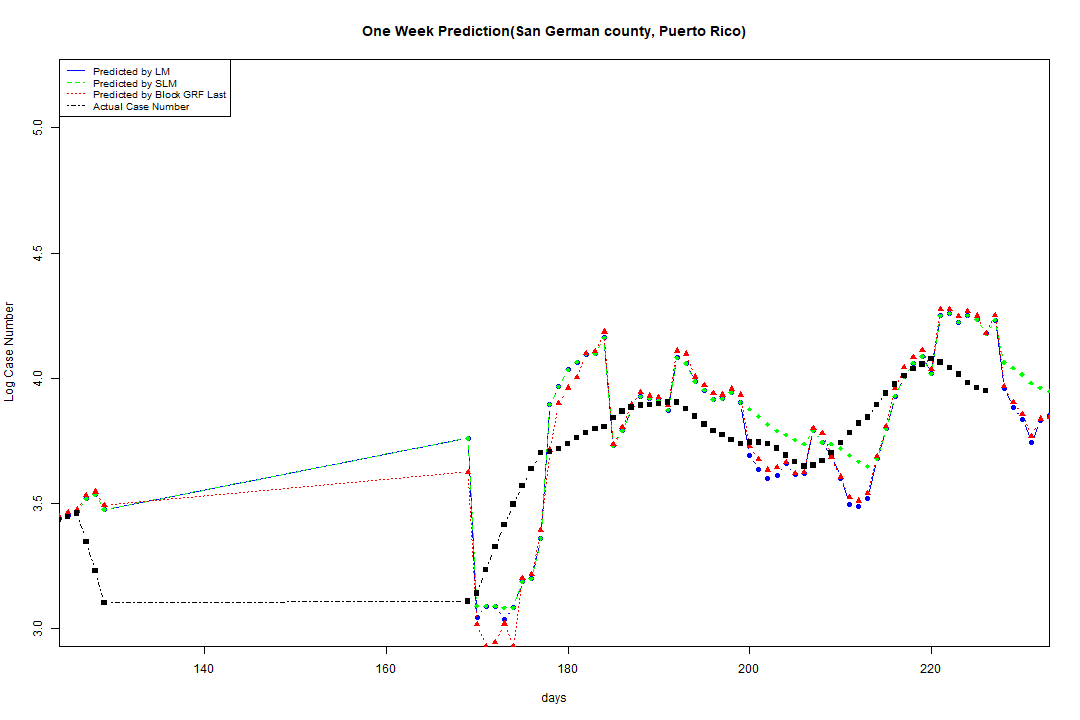 One Week Prediction(San German county, Puerto Rico)
Predicted by LM
Predicted by SLM
Predicted by Block GRF Last
Actual Case Number
5.0
4.5
4.0
3.5
3.0
Log Case Number
140 160 180 200 220
days